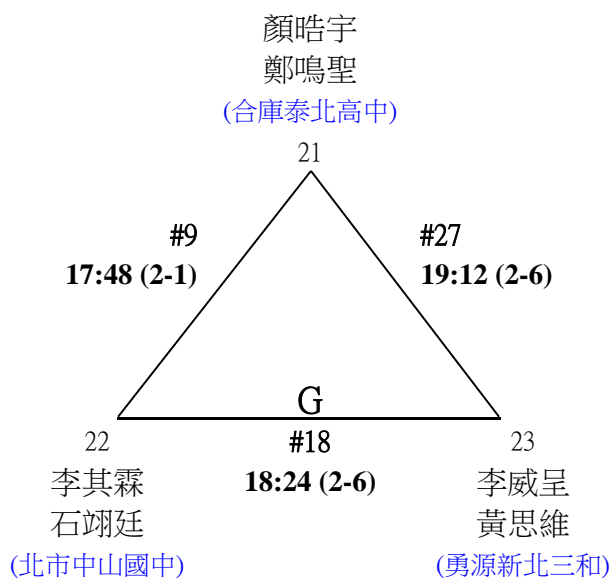 顏晧宇
鄭鳴聖
(合庫泰北高中)
21
#9
17:48 (2-1)
#27
19:12 (2-6)
G
22
#18
23
李其霖
18:24 (2-6)
李威呈
石翊廷
黃思維
(北市中山國中)
(勇源新北三和)